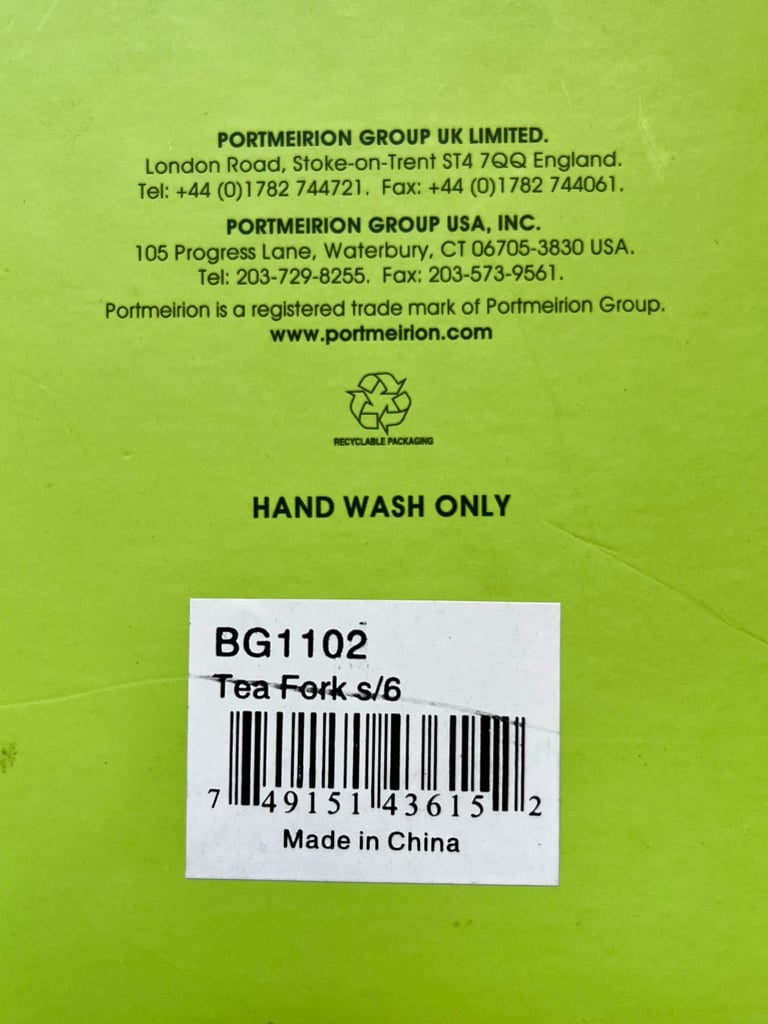 PORTMEIRION GROUP UK LIMITED.
London Road, Stoke-on-Trent ST4 7QQ England.
Tel: +44 (0)1782 744721. Fax: +44 (0)1782 744061.
PORTMEIRION GROUP USA, INC.
105 Progress Lane, Waterbury, CT 06705-3830 USA.
Tel: 203-729-8255. Fax: 203-573-9561.
Portmeirion is a registered trade mark of Portmeirion Group.
www.portmeirion.com
RECYCLABLE PACKAGING
HAND WASH ONLY
BG1102
Tea Fork s/6
7 49151 43615 2
Made in China